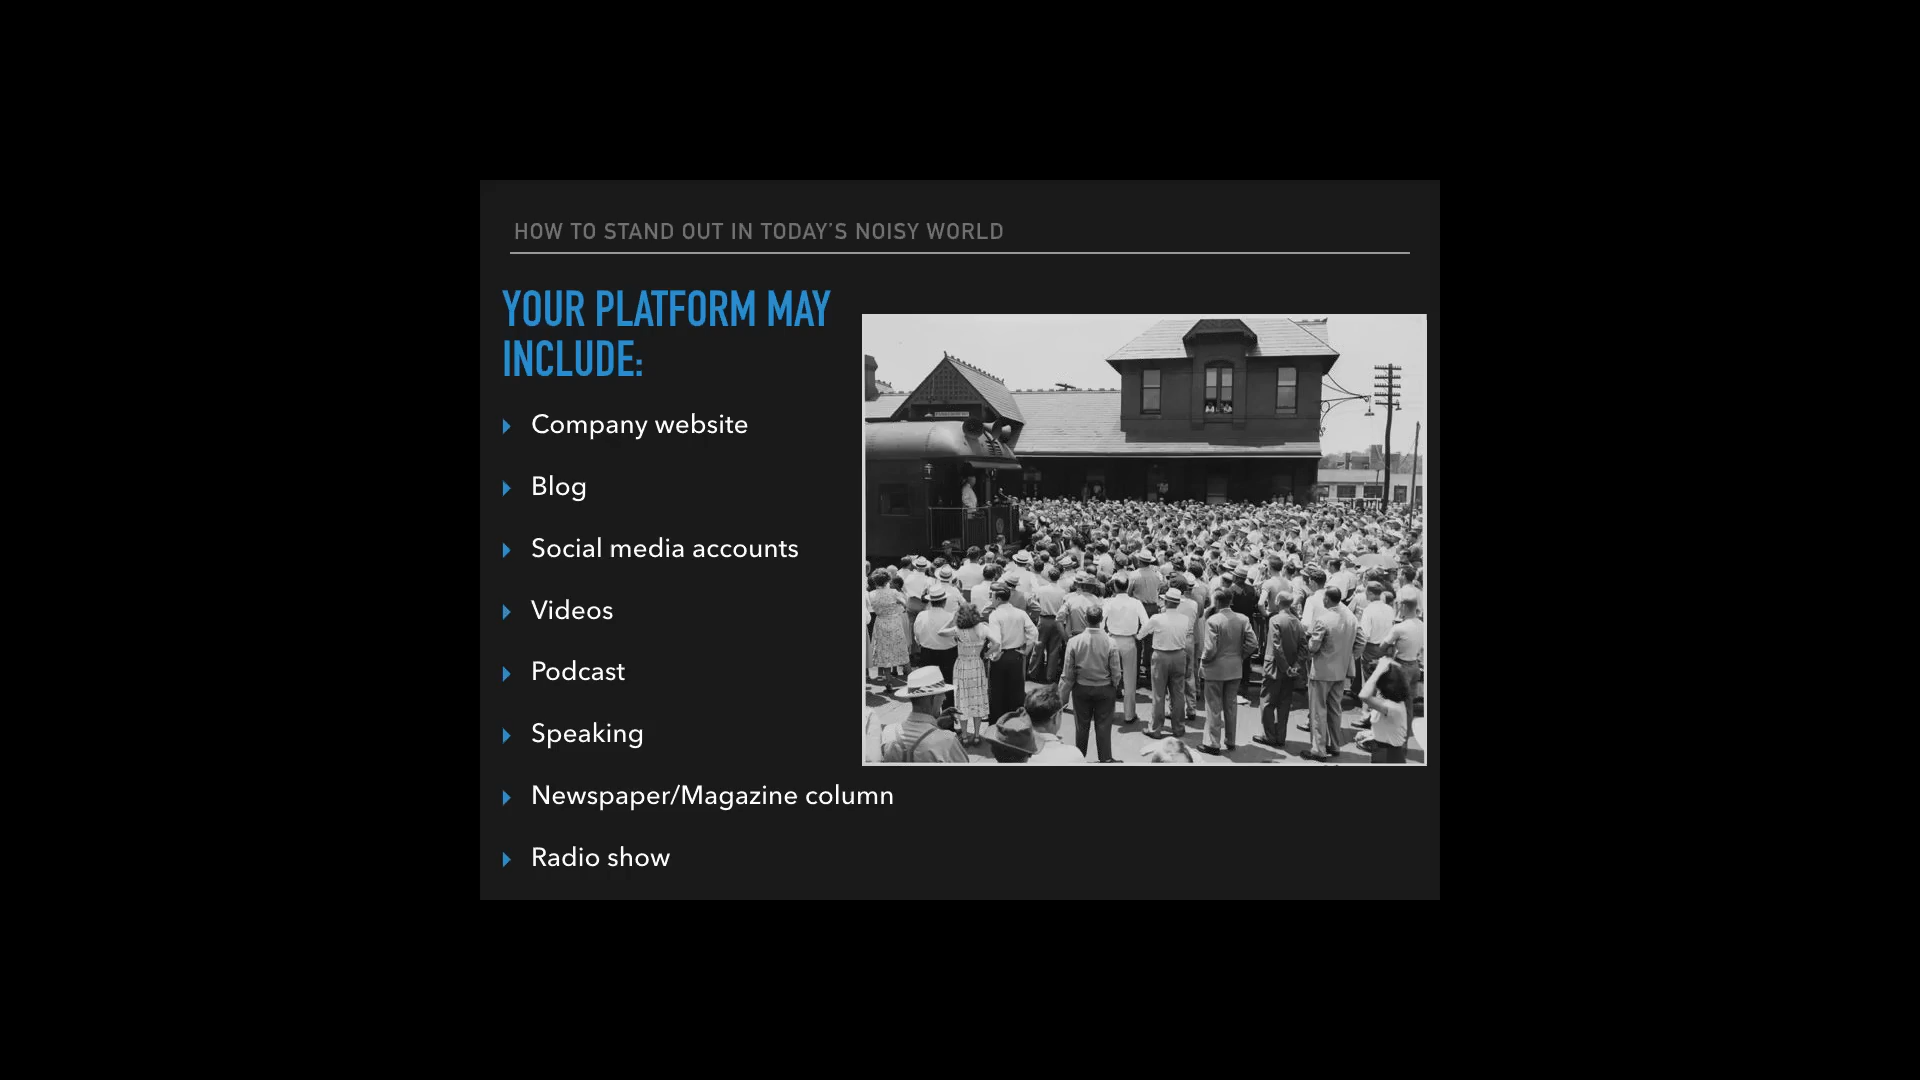 HOW TO STAND OUT IN TODAY’S NOISY WORLD
YOUR PLATFORM MAY
INCLUDE:
Company website
Blog
Social media accounts
Videos
Podcast
Speaking
Newspaper/Magazine column
Radio show